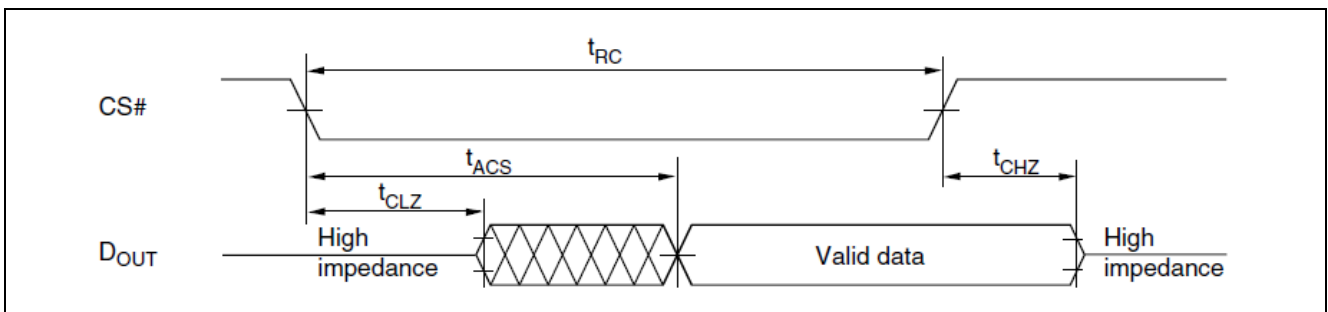 tRC
CS#
tACS
tCHZ
tCLZ
DOUT
High
impedance
Valid data
High
impedance